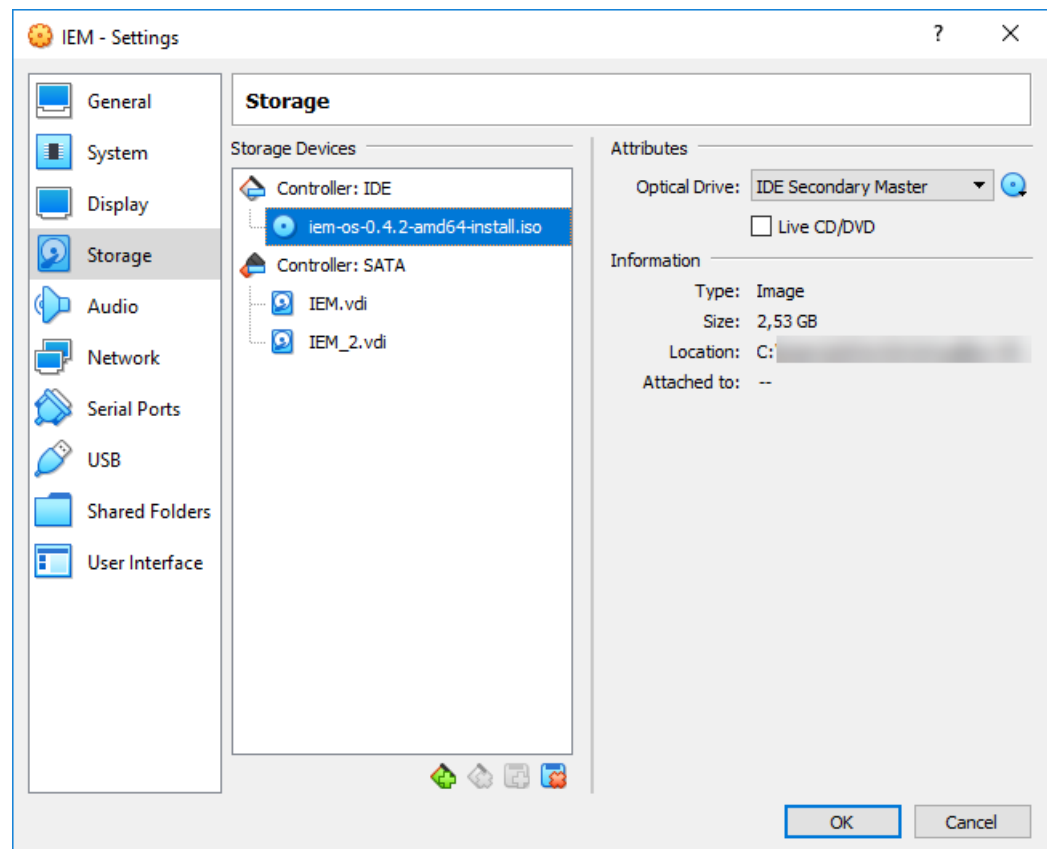 IEM - Settings
?
General
System
Display
Storage
Audio
Network
Serial Ports
USB
Shared Folders
User Interface
Storage
Storage Devices
Controller: IDE
iem-os-0.4.2-amd64-install.iso
Controller: SATA
IEM.vdi
IEM_2.vdi
Attributes
Optical Drive: IDE Secondary Master
Live CD/DVD
Information
Type: Image
Size: 2,53 GB
Location: C:
Attached to: --
OK Cancel